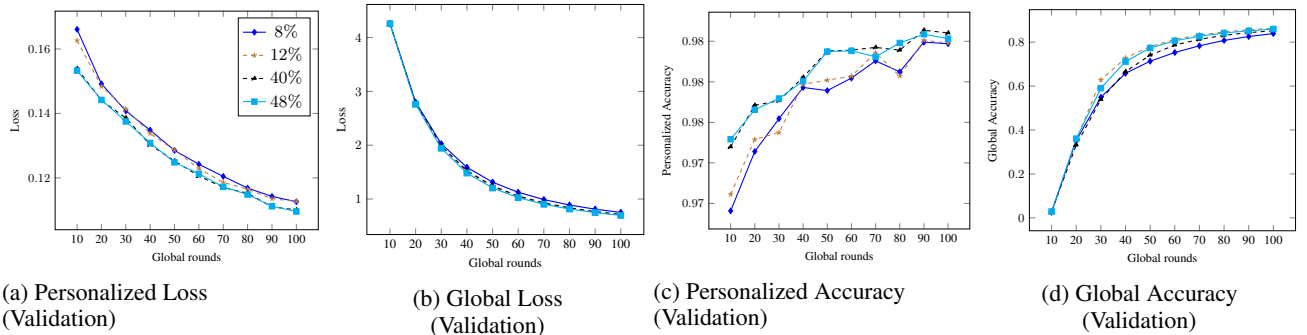 0.16
0.14
0.12
Loss
10 20 30 40 50 60 70 80 90 100
Global rounds
8%
12%
40%
48%
(a) Personalized Loss
(Validation)
4
3
2
1
Loss
10 20 30 40 50 60 70 80 90 100
Global rounds
(b) Global Loss
(Validation)
0.98
0.98
0.98
0.97
0.97
Personalized Accuracy
10 20 30 40 50 60 70 80 90 100
Global rounds
(c) Personalized Accuracy
(Validation)
0.8
0.6
0.4
0.2
0
Global Accuracy
10 20 30 40 50 60 70 80 90 100
Global rounds
(d) Global Accuracy
(Validation)